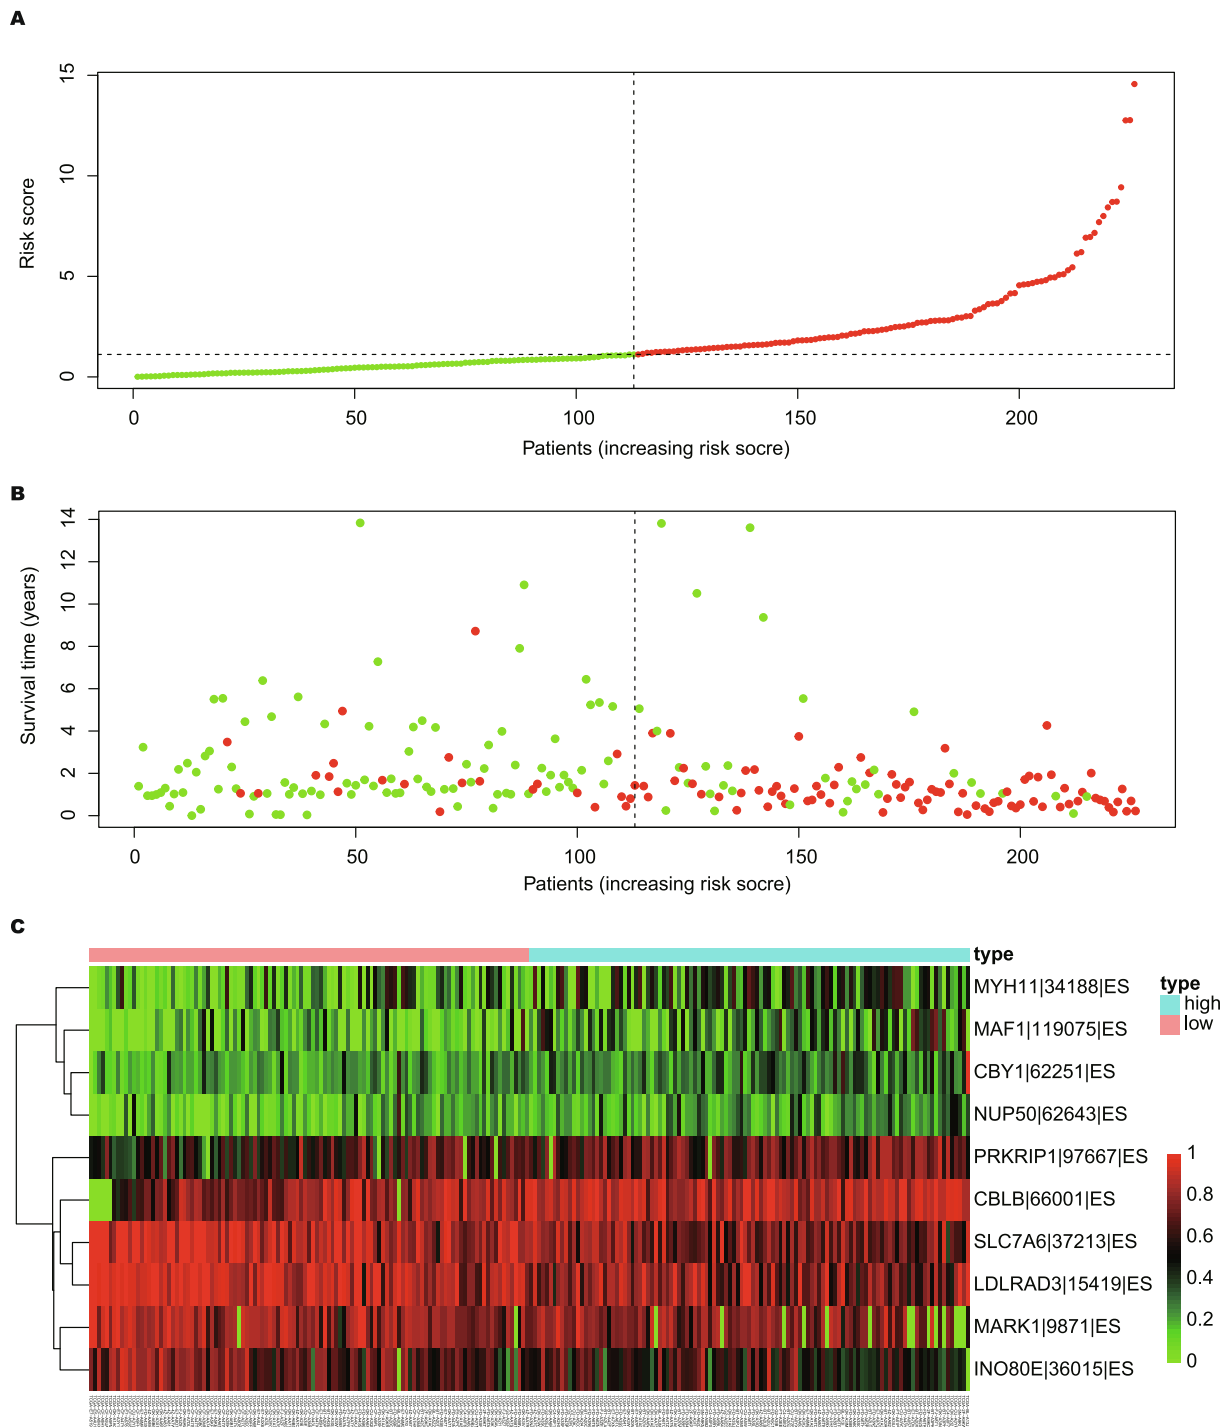 A
15
10
5
0
Risk score
0 50 100 150 200
Patients (increasing risk socre)
B
14
12
10
8
6
4
2
0
Survival time (years)
0 50 100 150 200
Patients (increasing risk socre)
C
type
MYH11|34188|ES
MAF1|119075|ES
CBY1|62251|ES
NUP50|62643|ES
PRKRIP1|97667|ES
CBLB|66001|ES
SLC7A6|37213|ES
LDLRAD3|15419|ES
MARK1|9871|ES
INO80E|36015|ES
type
high
low
1
0.8
0.6
0.4
0.2
0